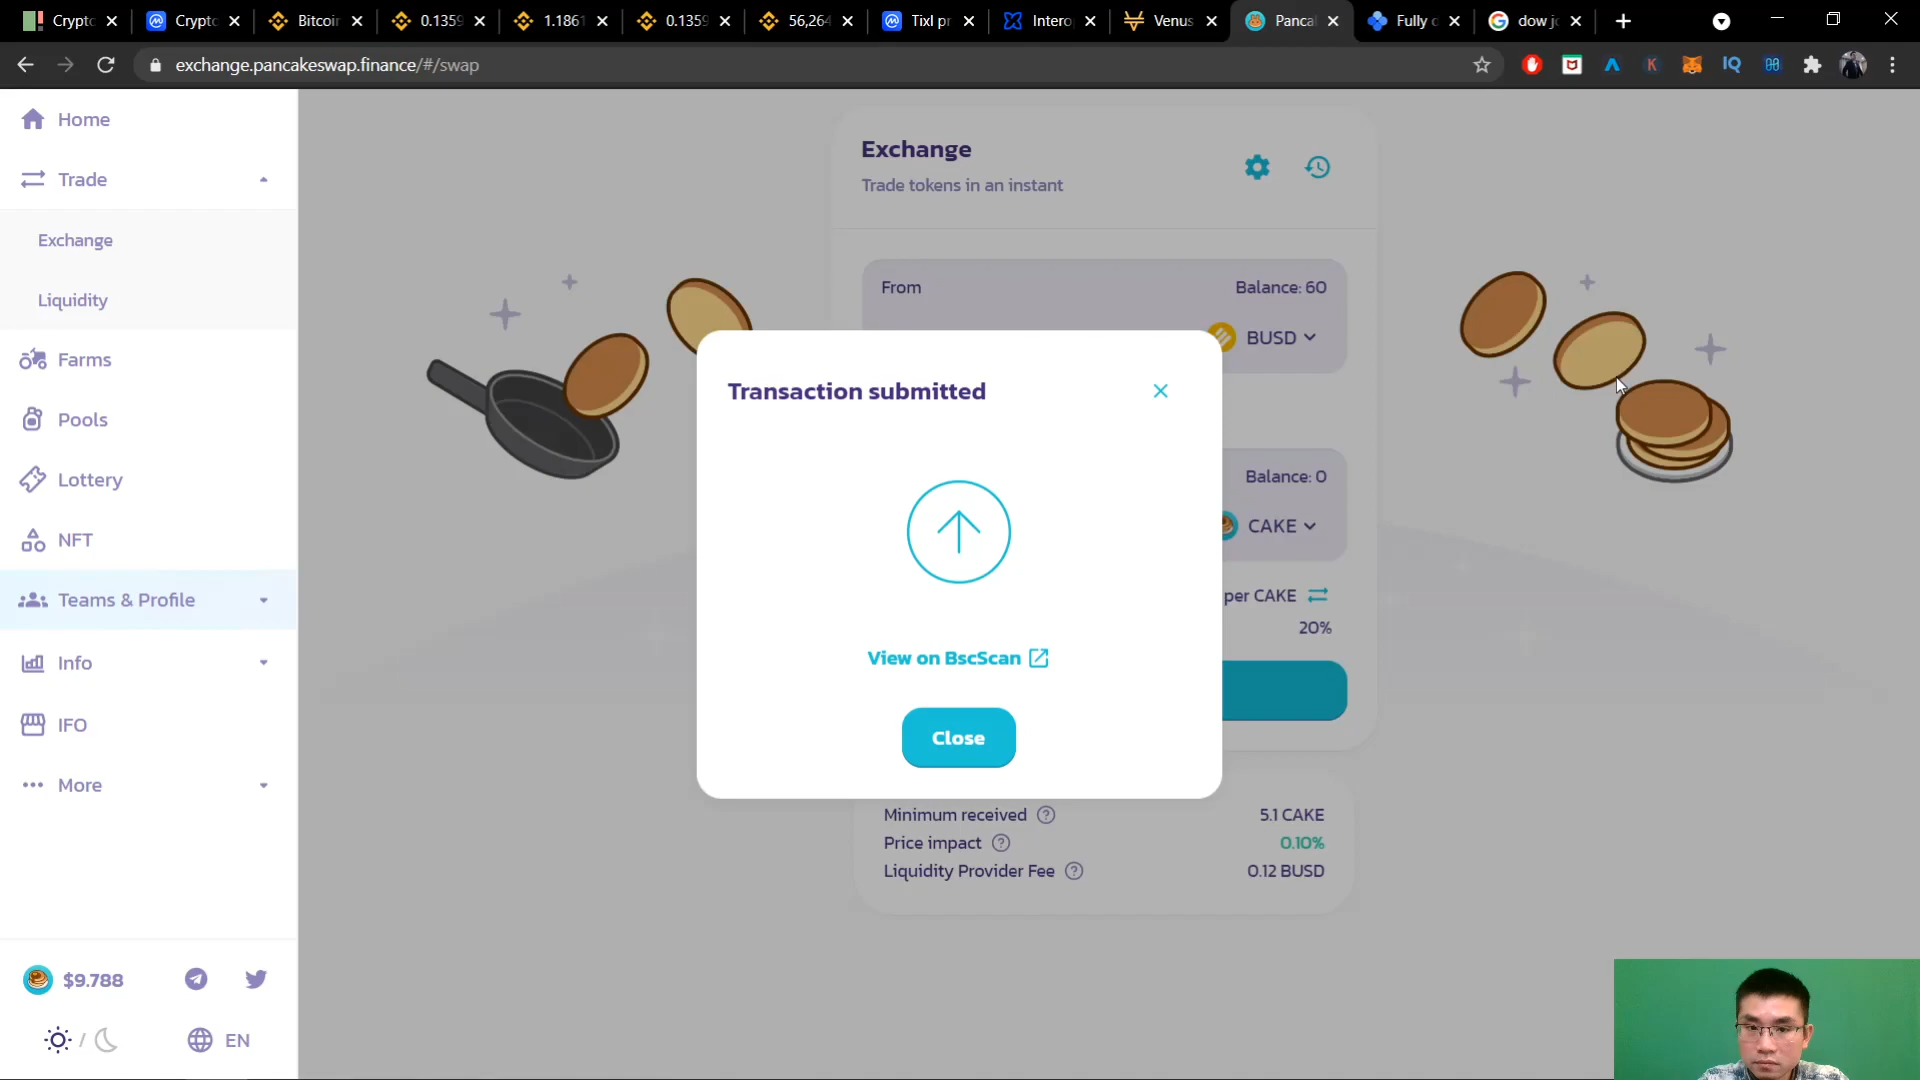 Crypto
Crypto
Bitcoin
0.1359
1.1861
0.1359
56,264
Tixl pr
Intero
Venus
Panca
Fully c
dow jo
exchange.pancakeswap.finance/#/swap
Home
Trade
Exchange
Liquidity
Farms
Pools
Lottery
NFT
Teams & Profile
Info
IFO
More
$9.788
/
EN
Exchange
Trade tokens in an instant
From
Balance: 60
BUSD
Balance: 0
CAKE
per CAKE
20%
Transaction submitted
View on BscScan
Close
Minimum received
5.1 CAKE
Price impact
0.10%
Liquidity Provider Fee
0.12 BUSD